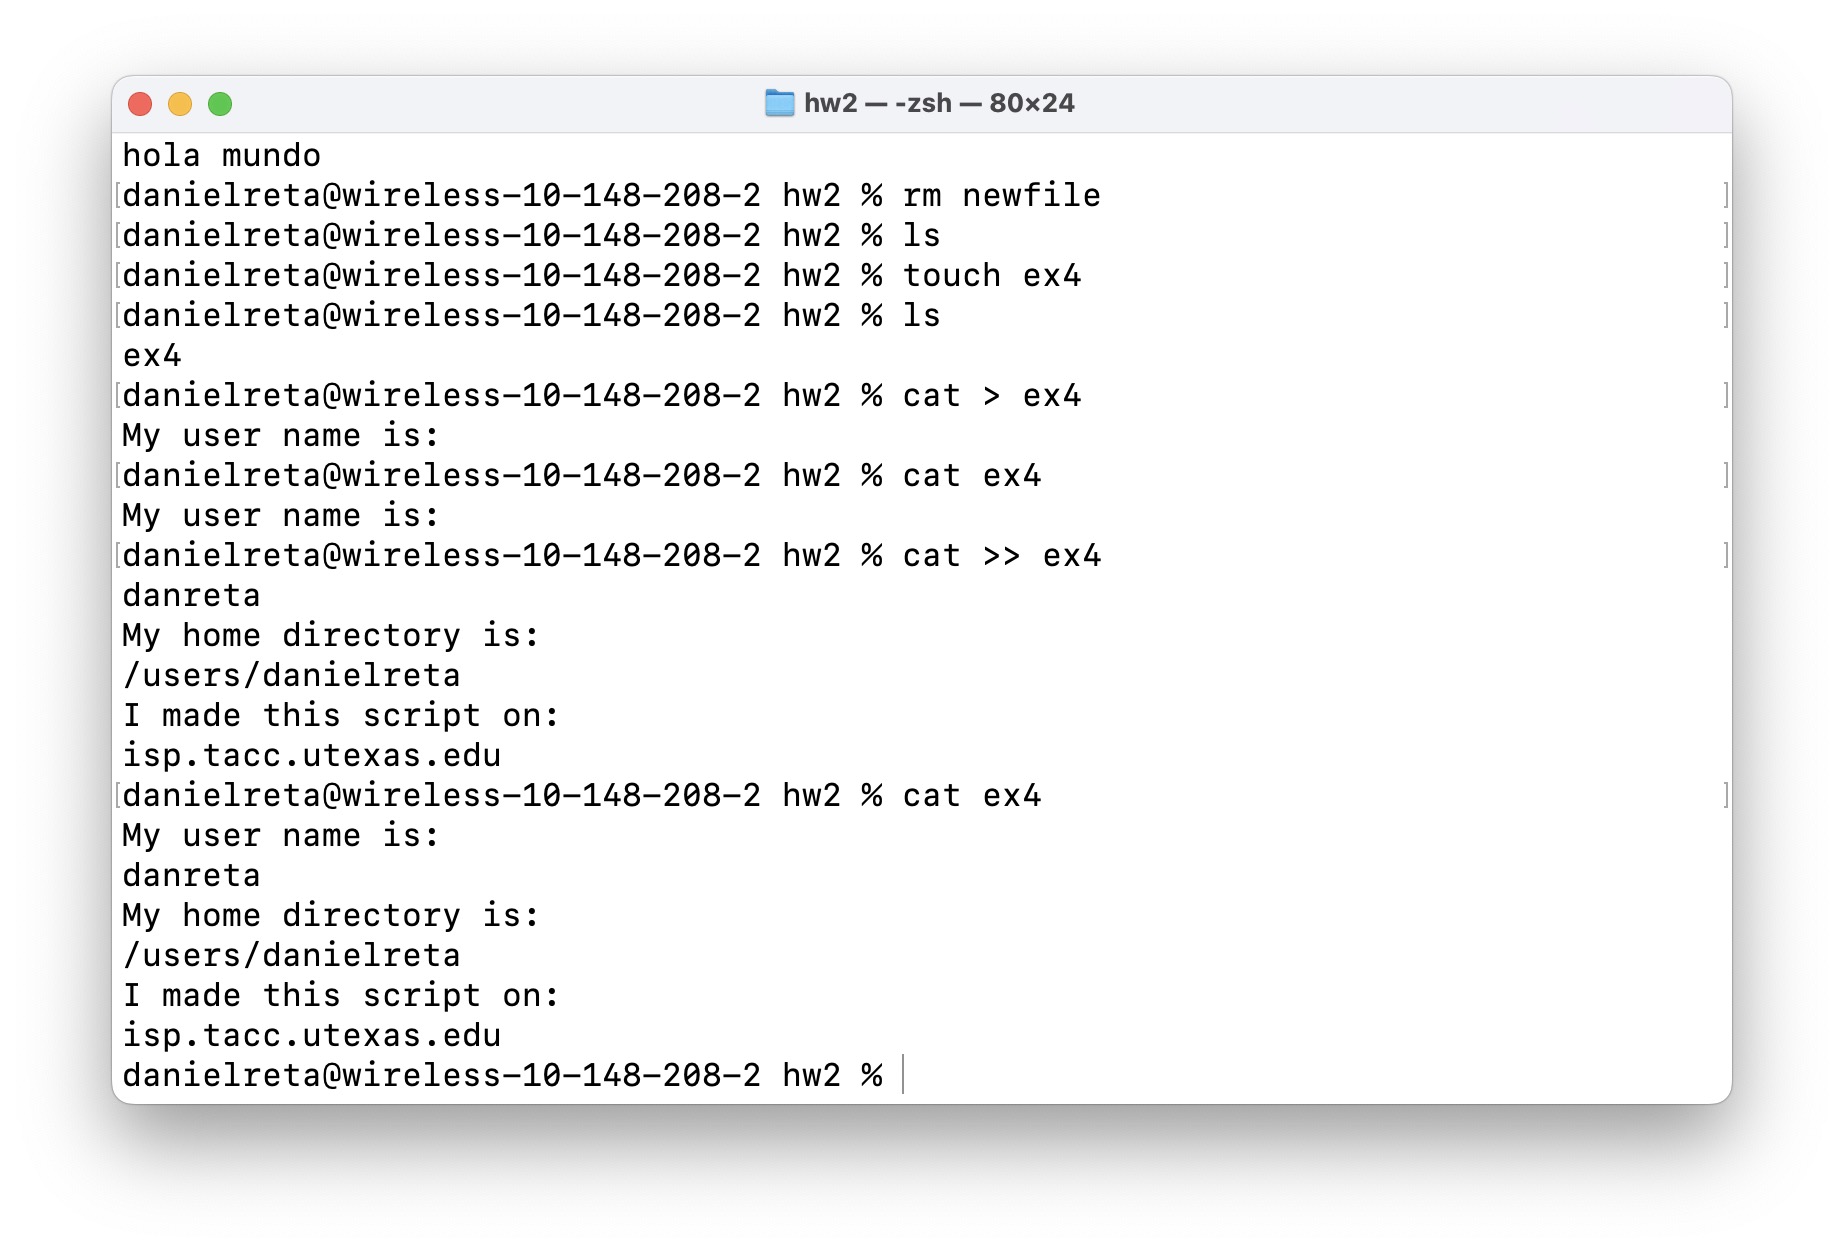 hw2 — -zsh — 80×24
hola mundo
[danielreta@wireless-10-148-208-2 hw2 % rm newfile ]
[danielreta@wireless-10-148-208-2 hw2 % ls ]
[danielreta@wireless-10-148-208-2 hw2 % touch ex4 ]
[danielreta@wireless-10-148-208-2 hw2 % ls ]
ex4
[danielreta@wireless-10-148-208-2 hw2 % cat > ex4 ]
My user name is:
[danielreta@wireless-10-148-208-2 hw2 % cat ex4 ]
My user name is:
[danielreta@wireless-10-148-208-2 hw2 % cat >> ex4 ]
danreta
My home directory is:
/users/danielreta
I made this script on:
isp.tacc.utexas.edu
[danielreta@wireless-10-148-208-2 hw2 % cat ex4 ]
My user name is:
danreta
My home directory is:
/users/danielreta
I made this script on:
isp.tacc.utexas.edu
danielreta@wireless-10-148-208-2 hw2 %